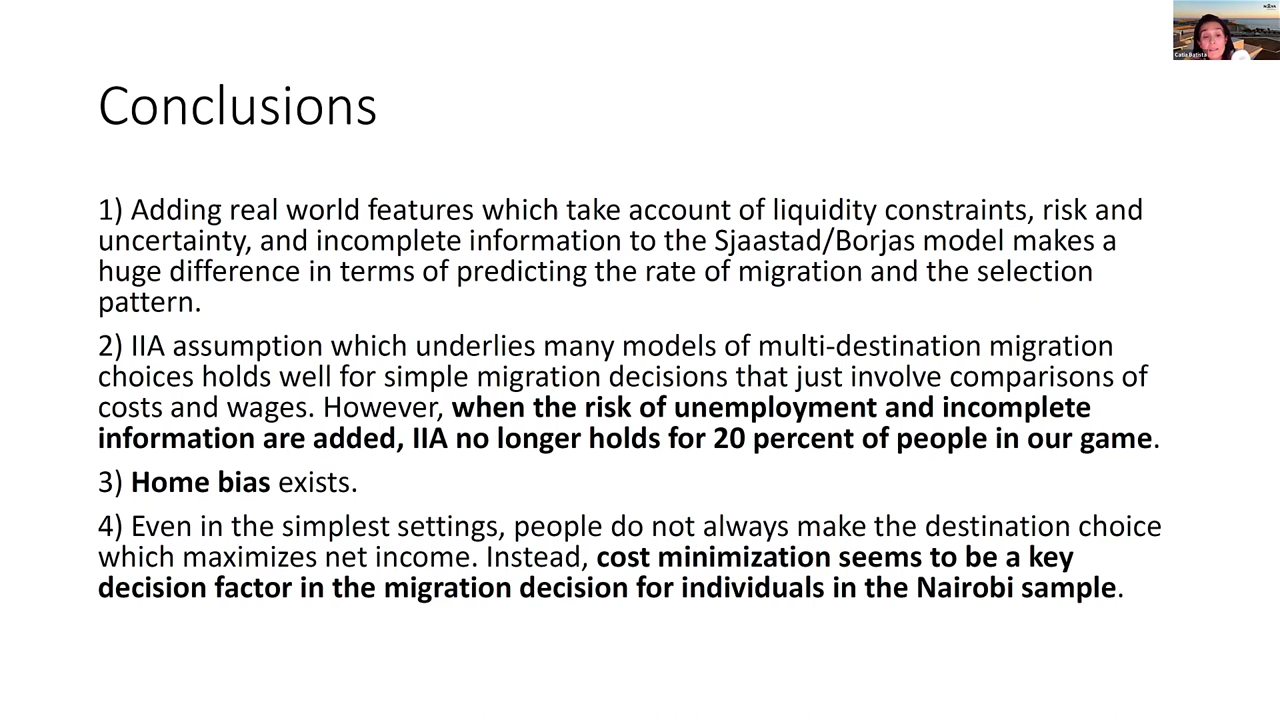 Conclusions
1) Adding real world features which take account of liquidity constraints, risk and
uncertainty, and incomplete information to the Sjaastad/Borjas model makes a
huge difference in terms of predicting the rate of migration and the selection
pattern.
2) IIA assumption which underlies many models of multi-destination migration
choices holds well for simple migration decisions that just involve comparisons of
costs and wages. However, when the risk of unemployment and incomplete
information are added, IIA no longer holds for 20 percent of people in our game.
3) Home bias exists.
4) Even in the simplest settings, people do not always make the destination choice
which maximizes net income. Instead, cost minimization seems to be a key
decision factor in the migration decision for individuals in the Nairobi sample.
Catia Batista